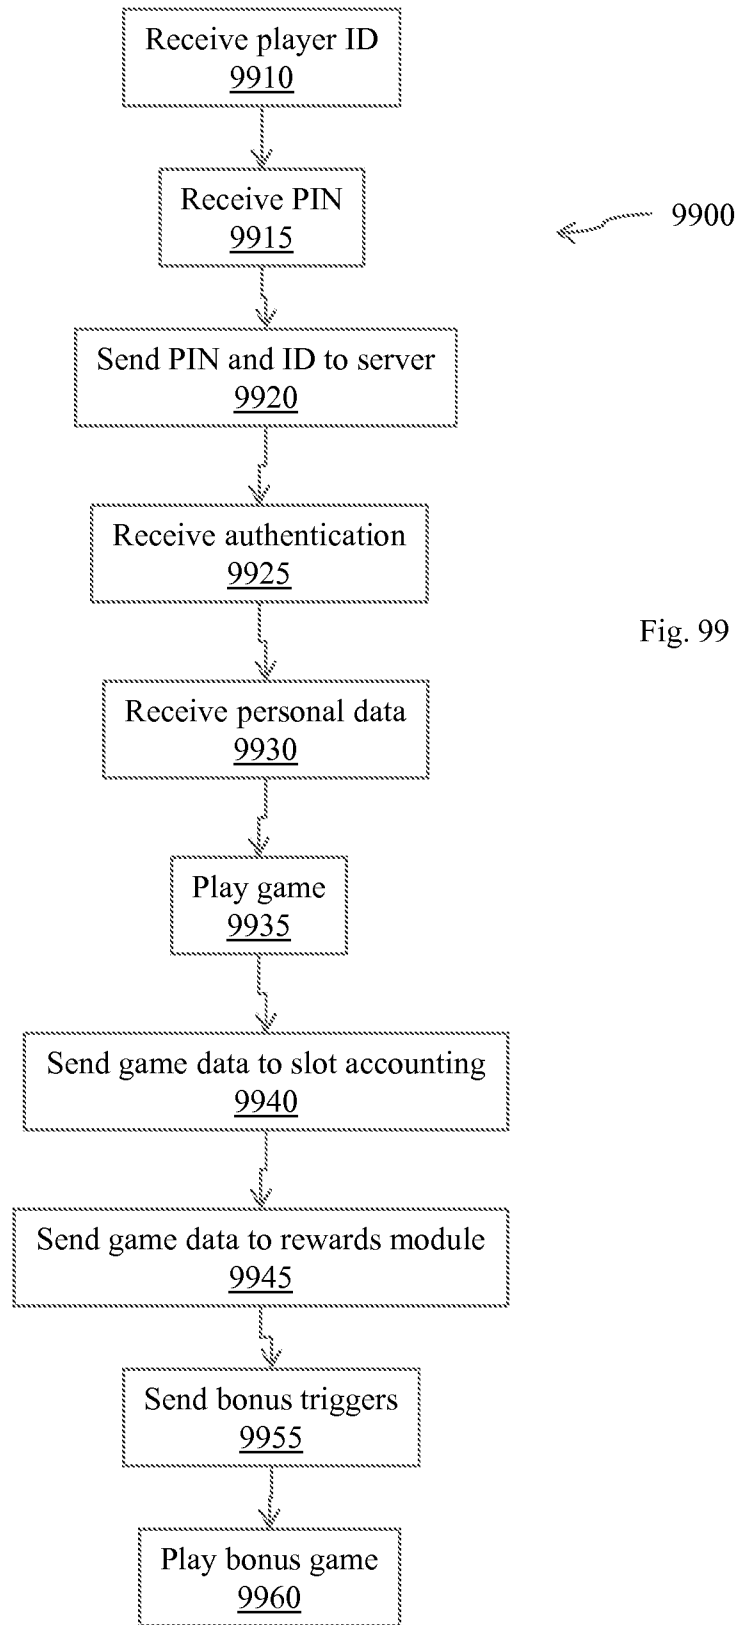 Receive player ID
9910
Receive PIN
9915
9900
Send PIN and ID to server
9920
Receive authentication
9925
Fig. 99
Receive personal data
9930
Play game
9935
Send game data to slot accounting
9940
Send game data to rewards module
9945
Send bonus triggers
9955
Play bonus game
9960